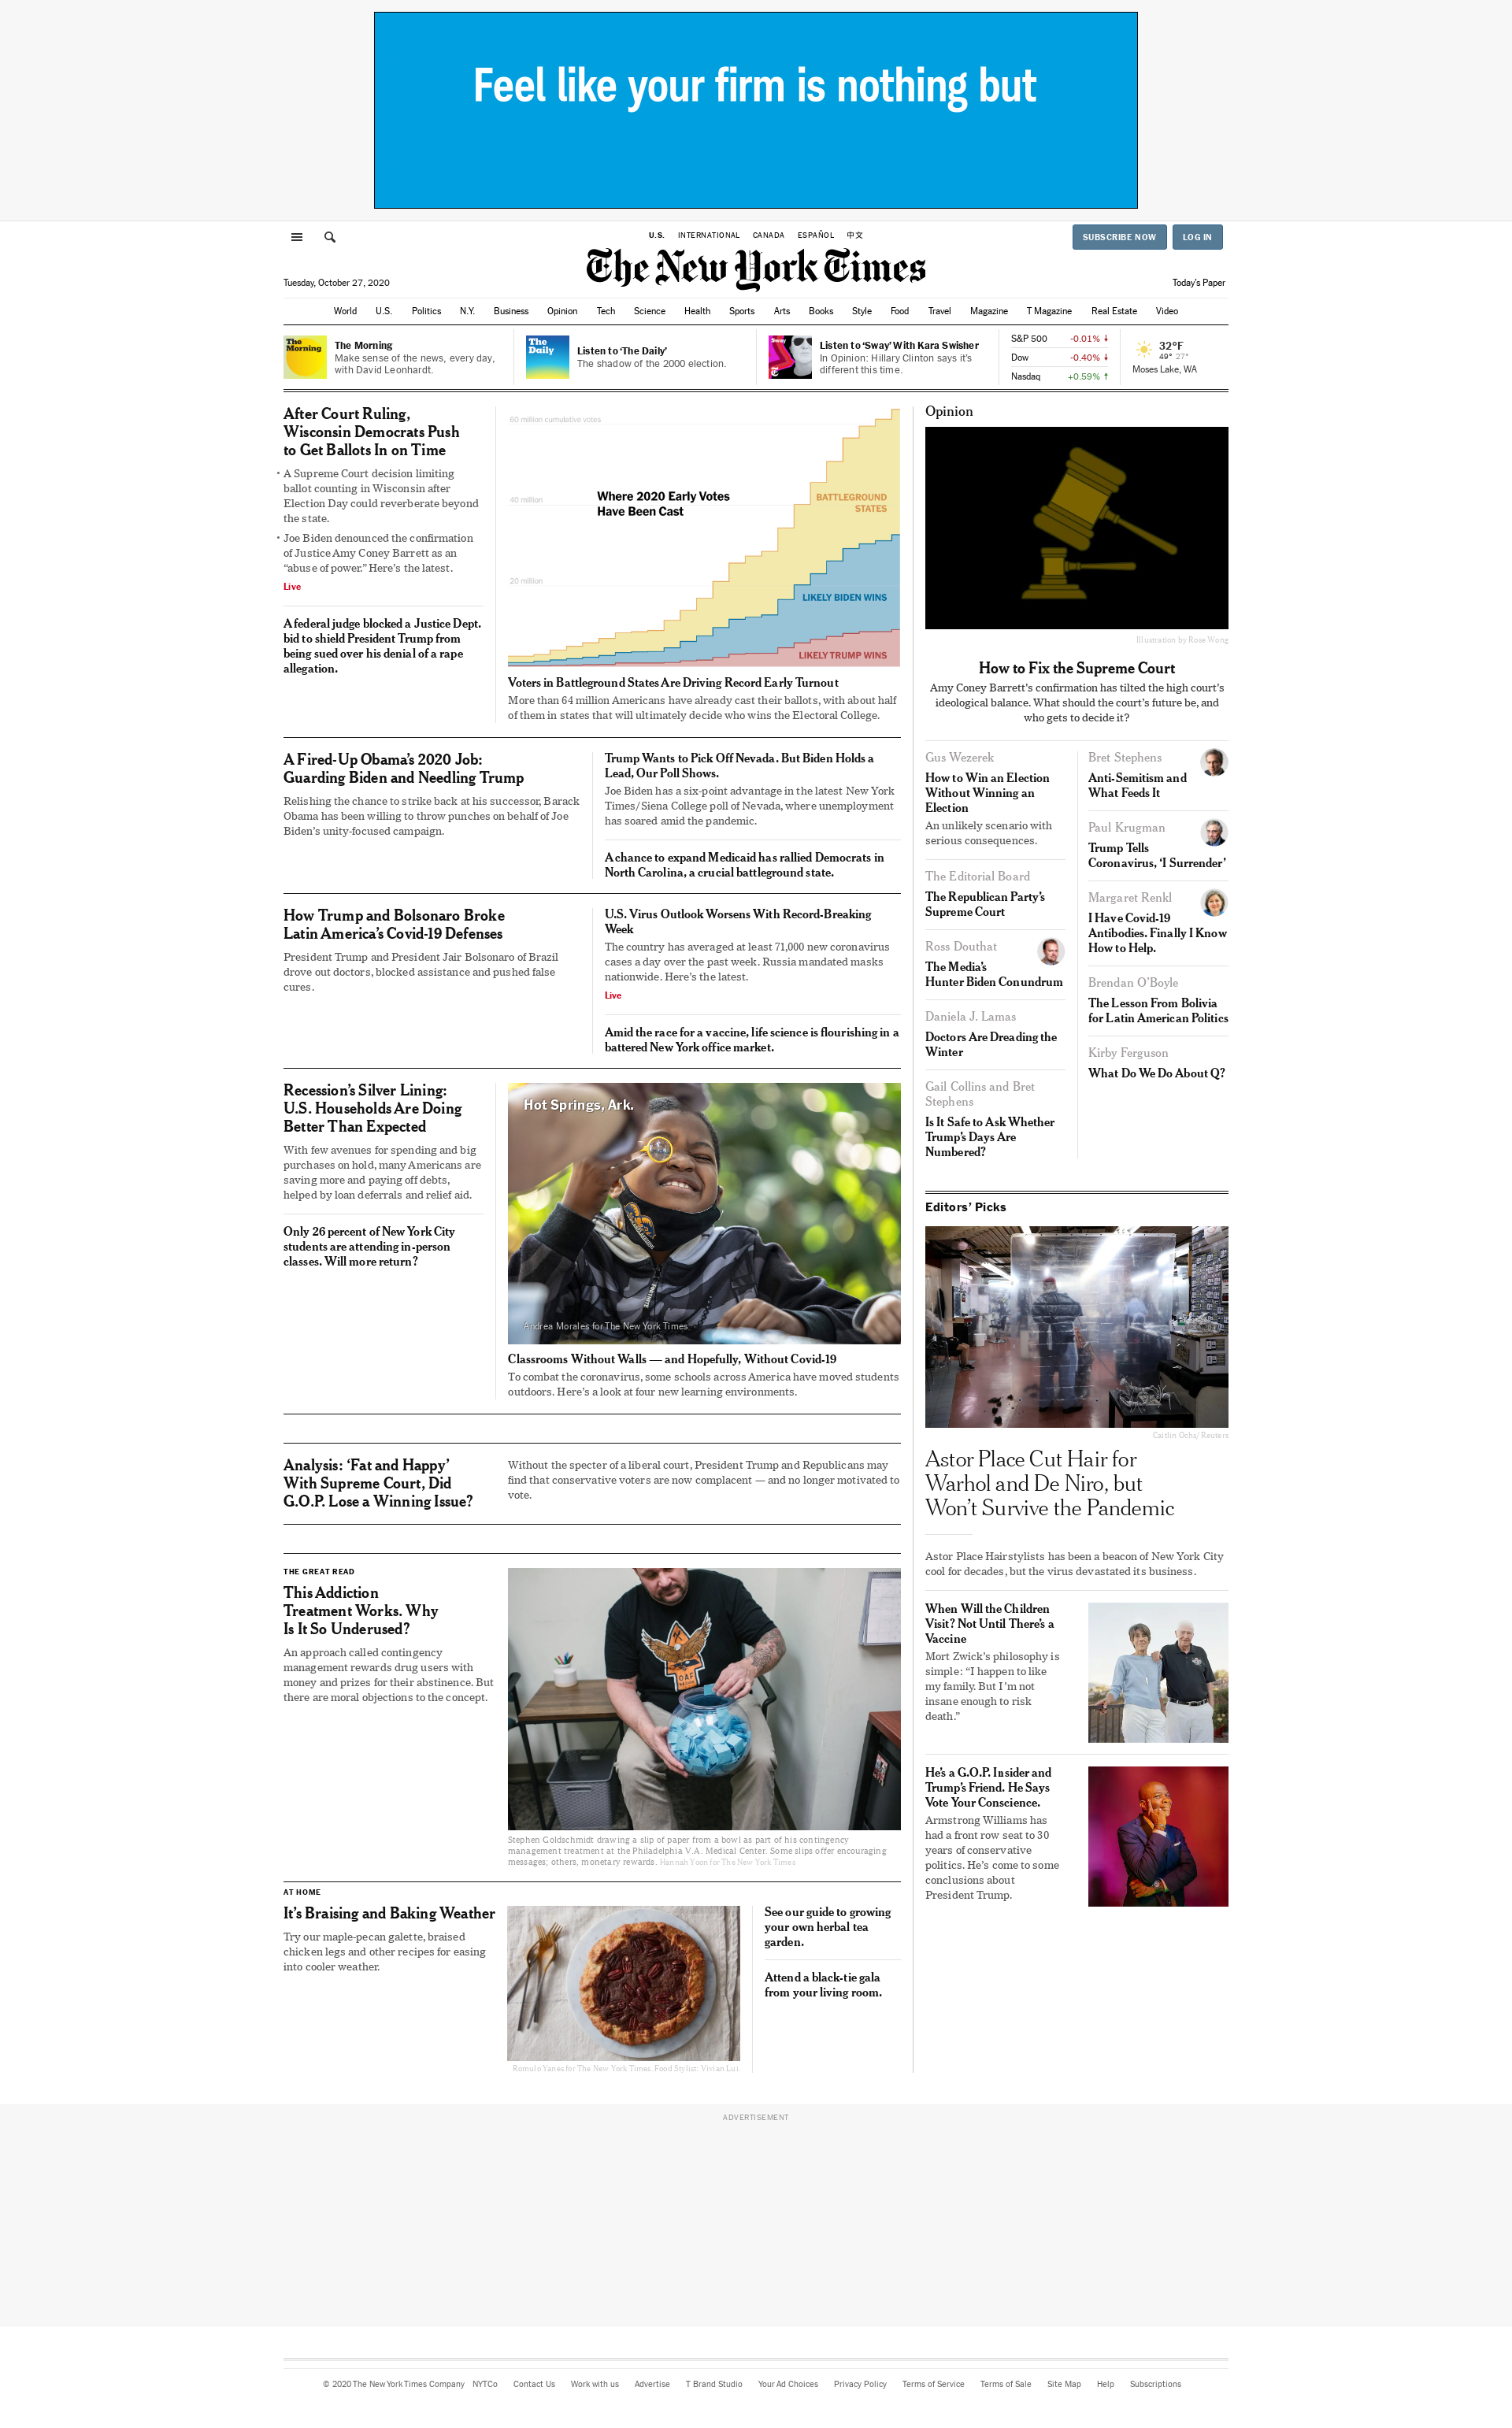 Feel like your firm is nothing but
U.S. INTERNATIONAL CANADA ESPAÑOL 中文
SUBSCRIBE NOW LOG IN
The New York Times
Tuesday, October 27, 2020
Today's Paper
World U.S. Politics N.Y. Business Opinion Tech Science Health Sports Arts Books Style Food Travel Magazine T Magazine Real Estate Video
The Morning
The Morning
Make sense of the news, every day,
with David Leonhardt.
The Daily
Listen to ‘The Daily’
The shadow of the 2000 election.
Sway
Listen to ‘Sway’ With Kara Swisher
In Opinion: Hillary Clinton says it’s
different this time.
S&P 500 -0.01%
Dow -0.40%
Nasdaq +0.59%
32°F
49° 27°
Moses Lake, WA
After Court Ruling,
Wisconsin Democrats Push
to Get Ballots In on Time
• A Supreme Court decision limiting
ballot counting in Wisconsin after
Election Day could reverberate beyond
the state.
• Joe Biden denounced the confirmation
of Justice Amy Coney Barrett as an
“abuse of power.” Here’s the latest.
Live
A federal judge blocked a Justice Dept.
bid to shield President Trump from
being sued over his denial of a rape
allegation.
60 million cumulative votes
40 million
20 million
Where 2020 Early Votes
Have Been Cast
BATTLEGROUND
STATES
LIKELY BIDEN WINS
LIKELY TRUMP WINS
Voters in Battleground States Are Driving Record Early Turnout
More than 64 million Americans have already cast their ballots, with about half
of them in states that will ultimately decide who wins the Electoral College.
A Fired-Up Obama’s 2020 Job:
Guarding Biden and Needling Trump
Relishing the chance to strike back at his successor, Barack
Obama has been willing to throw punches on behalf of Joe
Biden’s unity-focused campaign.
Trump Wants to Pick Off Nevada. But Biden Holds a
Lead, Our Poll Shows.
Joe Biden has a six-point advantage in the latest New York
Times/Siena College poll of Nevada, where unemployment
has soared amid the pandemic.
A chance to expand Medicaid has rallied Democrats in
North Carolina, a crucial battleground state.
How Trump and Bolsonaro Broke
Latin America’s Covid-19 Defenses
President Trump and President Jair Bolsonaro of Brazil
drove out doctors, blocked assistance and pushed false
cures.
U.S. Virus Outlook Worsens With Record-Breaking
Week
The country has averaged at least 71,000 new coronavirus
cases a day over the past week. Russia mandated masks
nationwide. Here’s the latest.
Live
Amid the race for a vaccine, life science is flourishing in a
battered New York office market.
Recession’s Silver Lining:
U.S. Households Are Doing
Better Than Expected
With few avenues for spending and big
purchases on hold, many Americans are
saving more and paying off debts,
helped by loan deferrals and relief aid.
Only 26 percent of New York City
students are attending in-person
classes. Will more return?
Hot Springs, Ark.
Andrea Morales for The New York Times
Classrooms Without Walls — and Hopefully, Without Covid-19
To combat the coronavirus, some schools across America have moved students
outdoors. Here’s a look at four new learning environments.
Analysis: ‘Fat and Happy’
With Supreme Court, Did
G.O.P. Lose a Winning Issue?
Without the specter of a liberal court, President Trump and Republicans may
find that conservative voters are now complacent — and no longer motivated to
vote.
THE GREAT READ
This Addiction
Treatment Works. Why
Is It So Underused?
An approach called contingency
management rewards drug users with
money and prizes for their abstinence. But
there are moral objections to the concept.
Stephen Goldschmidt drawing a slip of paper from a bowl as part of his contingency
management treatment at the Philadelphia V.A. Medical Center. Some slips offer encouraging
messages; others, monetary rewards. Hannah Yoon for The New York Times
AT HOME
It’s Braising and Baking Weather
Try our maple-pecan galette, braised
chicken legs and other recipes for easing
into cooler weather.
Romulo Yanes for The New York Times. Food Stylist: Vivian Lui.
See our guide to growing
your own herbal tea
garden.
Attend a black-tie gala
from your living room.
Opinion
Illustration by Rose Wong
How to Fix the Supreme Court
Amy Coney Barrett’s confirmation has tilted the high court’s
ideological balance. What should the court’s future be, and
who gets to decide it?
Gus Wezerek
How to Win an Election
Without Winning an
Election
An unlikely scenario with
serious consequences.
The Editorial Board
The Republican Party’s
Supreme Court
Ross Douthat
The Media’s
Hunter Biden Conundrum
Daniela J. Lamas
Doctors Are Dreading the
Winter
Gail Collins and Bret
Stephens
Is It Safe to Ask Whether
Trump’s Days Are
Numbered?
Bret Stephens
Anti-Semitism and
What Feeds It
Paul Krugman
Trump Tells
Coronavirus, ‘I Surrender’
Margaret Renkl
I Have Covid-19
Antibodies. Finally I Know
How to Help.
Brendan O’Boyle
The Lesson From Bolivia
for Latin American Politics
Kirby Ferguson
What Do We Do About Q?
Editors’ Picks
Caitlin Ochs/Reuters
Astor Place Cut Hair for
Warhol and De Niro, but
Won’t Survive the Pandemic
Astor Place Hairstylists has been a beacon of New York City
cool for decades, but the virus devastated its business.
When Will the Children
Visit? Not Until There’s a
Vaccine
Mort Zwick’s philosophy is
simple: “I happen to like
my family. But I’m not
insane enough to risk
death.”
He’s a G.O.P. Insider and
Trump’s Friend. He Says
Vote Your Conscience.
Armstrong Williams has
had a front row seat to 30
years of conservative
politics. He’s come to some
conclusions about
President Trump.
ADVERTISEMENT
© 2020 The New York Times Company NYTCo Contact Us Work with us Advertise T Brand Studio Your Ad Choices Privacy Policy Terms of Service Terms of Sale Site Map Help Subscriptions